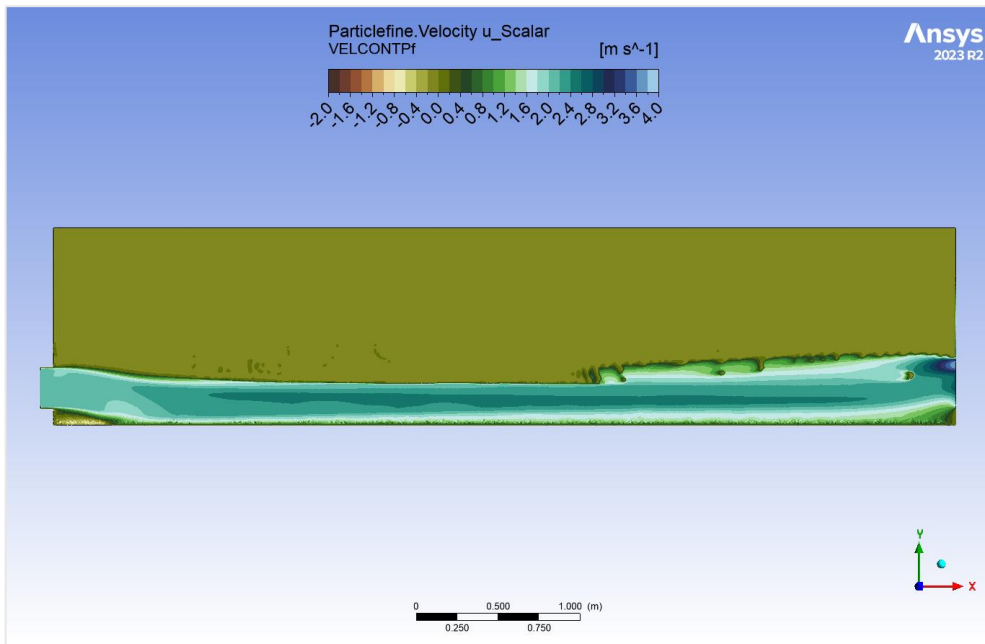 Particlefine.Velocity u_Scalar
VELCONTPf [m s^-1]
Ansys
2023 R2
-2.0 -1.6 -1.2 -0.8 -0.4 0.0 0.4 0.8 1.2 1.6 2.0 2.4 2.8 3.2 3.6 4.0
Y
X
0 0.500 1.000 (m)
0.250 0.750